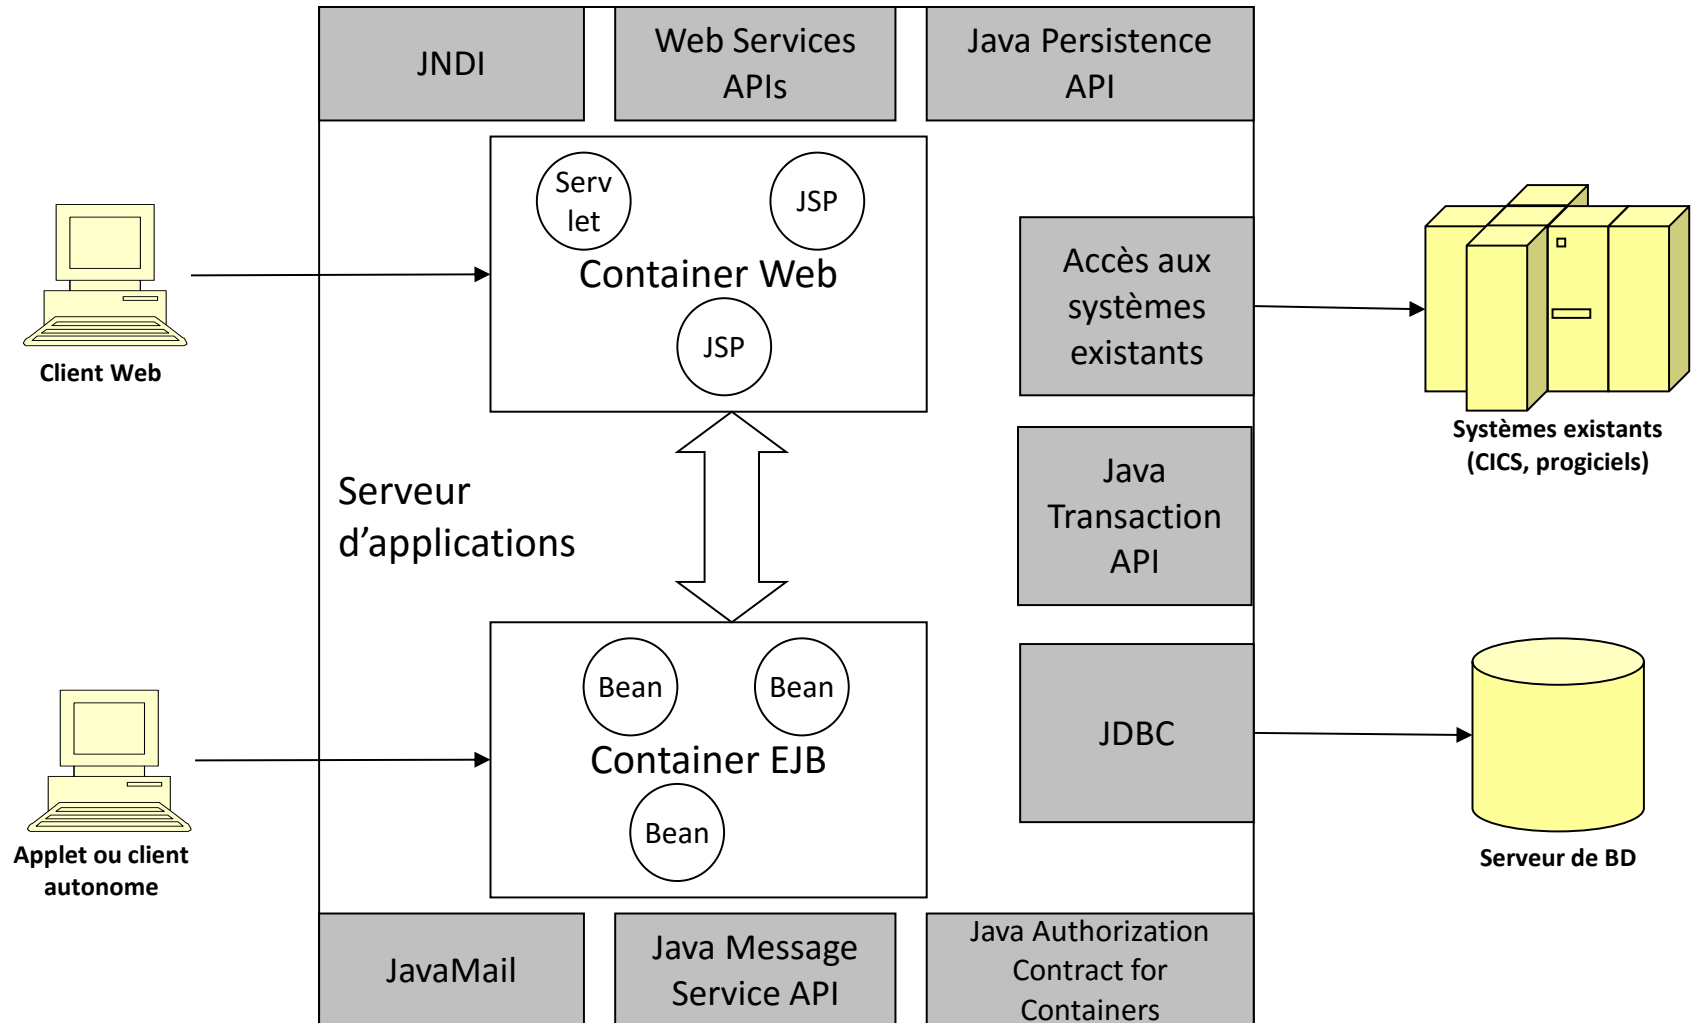 JNDI
Web Services
APIs
Java Persistence
API
Serv
let
JSP
Container Web
JSP
Client Web
Accès aux
systèmes
existants
Systèmes existants
(CICS, progiciels)
Serveur
d’applications
Java
Transaction
API
Bean
Bean
Container EJB
Bean
Applet ou client
autonome
JDBC
Serveur de BD
JavaMail
Java Message
Service API
Java Authorization
Contract for
Containers